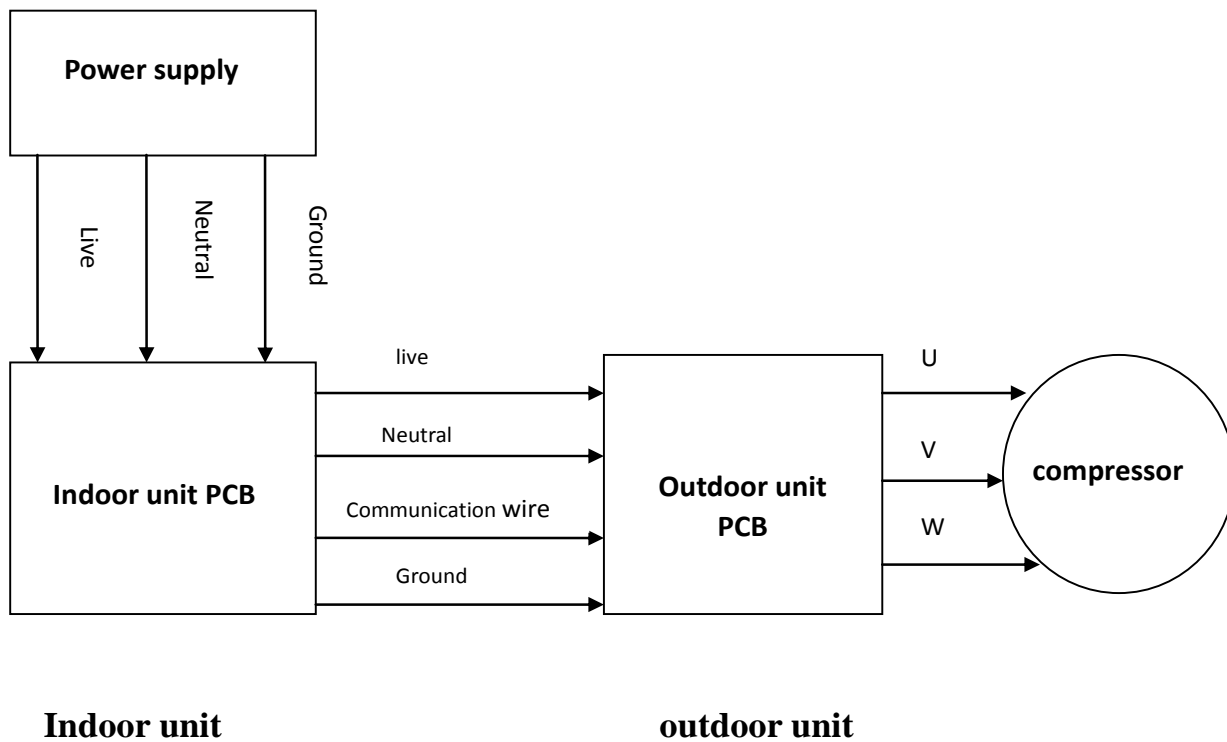 Power supply
Live
Neutral
Ground
live
Neutral
Communication wire
Ground
Indoor unit PCB
Outdoor unit
PCB
U
V
W
compressor
Indoor unit
outdoor unit